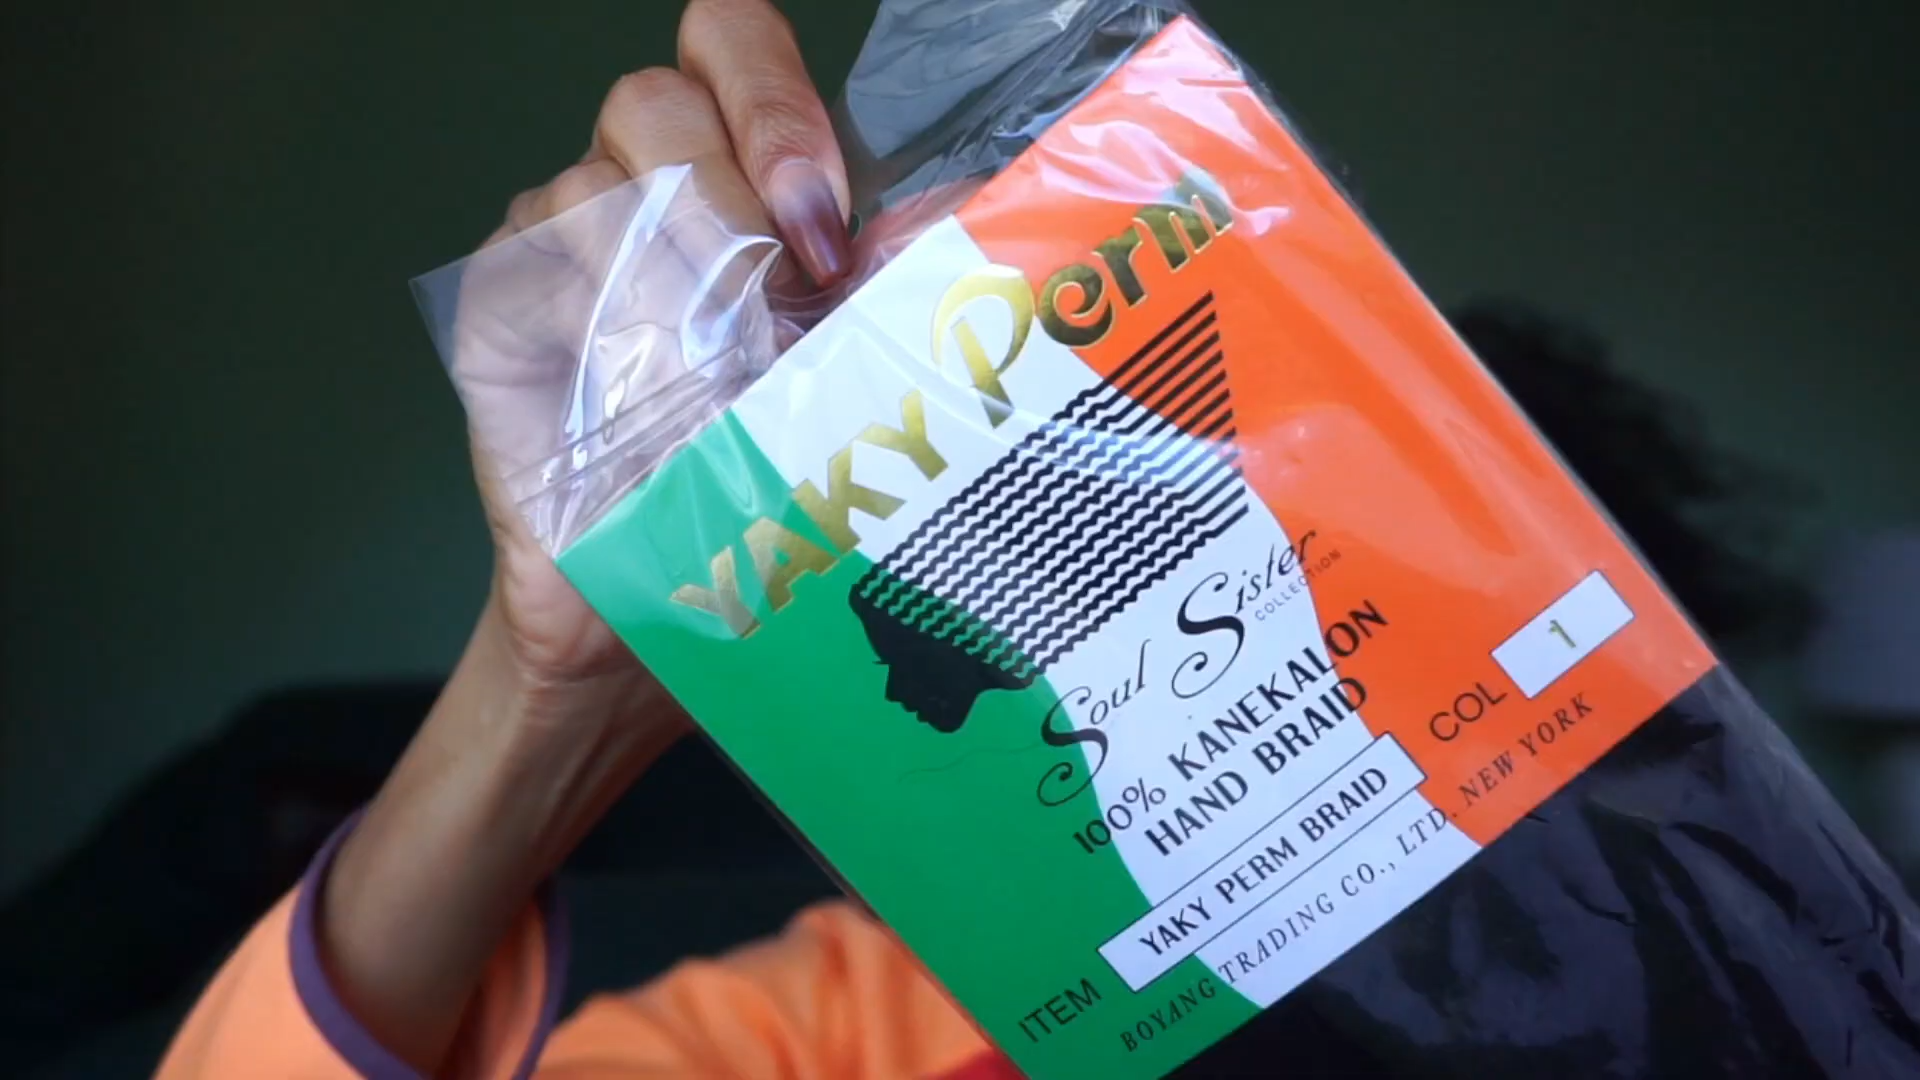 YAKY Perm
Soul Sister
COLLECTION
100% KANEKALON
HAND BRAID
COL 1
ITEM YAKY PERM BRAID
BOYANG TRADING CO., LTD. NEW YORK